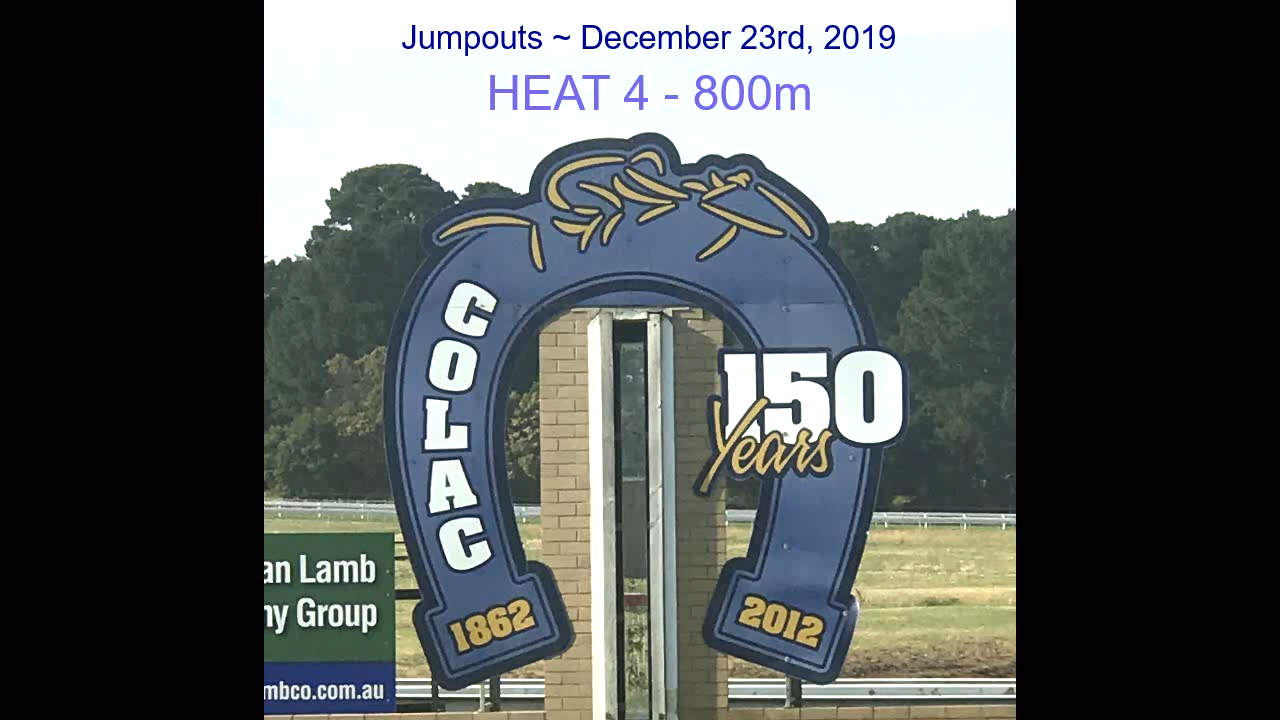 Jumpouts ~ December 23rd, 2019
HEAT 4 - 800m
COLAC
150
Years
an Lamb
ny Group
mbco.com.au
1862
2012